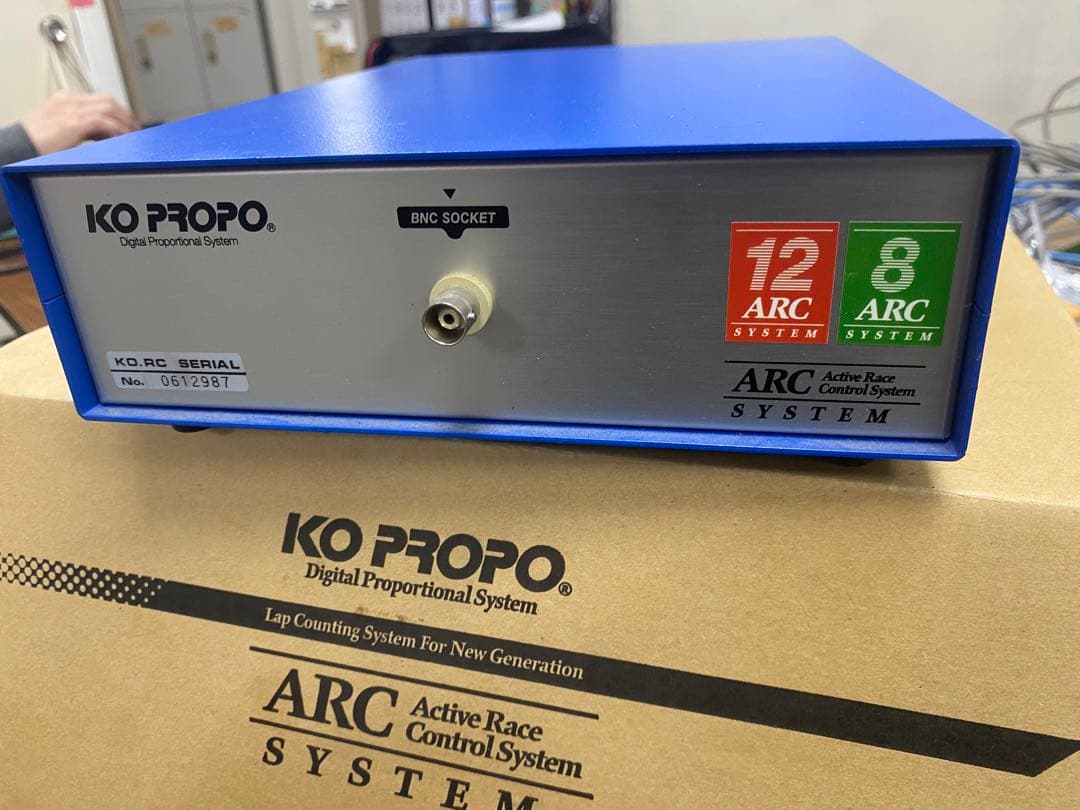 KO PROPO®
Digital Proportional System
BNC SOCKET
12
ARC
SYSTEM
8
ARC
SYSTEM
KO.RC SERIAL
No. 0612987
ARC Active Race
Control System
SYSTEM
KO PROPO®
Digital Proportional System
Lap Counting System For New Generation
ARC Active Race
Control System
SYSTEM